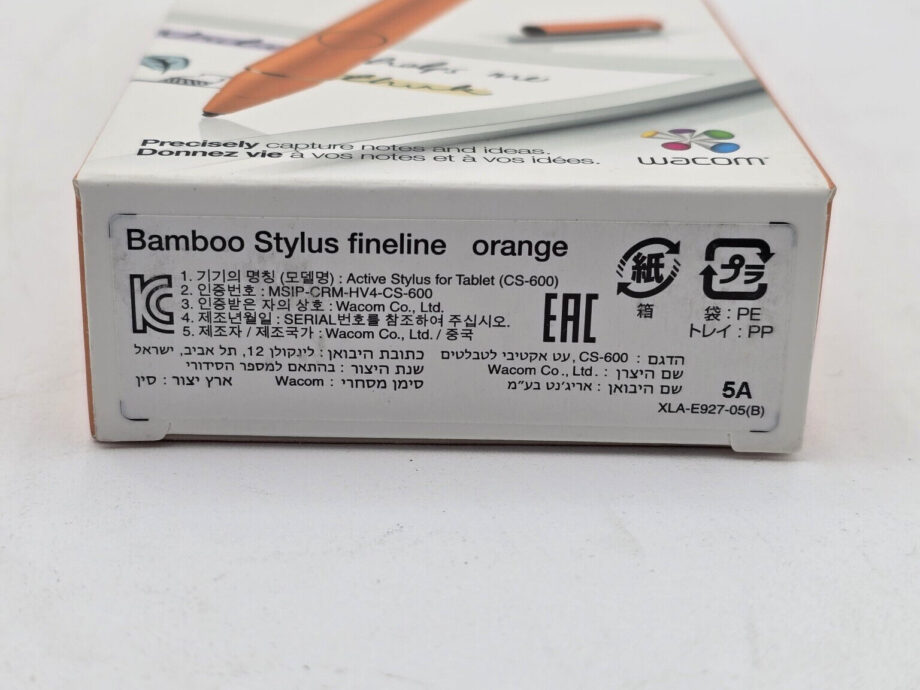 helps me
think
Precisely capture notes and ideas.
Donnez vie à vos notes et à vos idées.
wacom
Bamboo Stylus fineline orange
1. 기기의 명칭 (모델명) : Active Stylus for Tablet (CS-600)
2. 인증번호 : MSIP-CRM-HV4-CS-600
3. 인증받은 자의 상호 : Wacom Co., Ltd.
4. 제조년월일 : SERIAL번호를 참조하여 주십시오.
5. 제조자 / 제조국가 : Wacom Co., Ltd. / 중국
EAC
紙
箱
プラ
袋 : PE
トレイ : PP
הדגם : CS-600, עט אקטיבי לטבלטים
שם היצרן : Wacom Co., Ltd.
שם היבואן : אריג'נט בע"מ
כתובת היבואן : לינקולן 12, תל אביב, ישראל
שנת היצור : בהתאם למספר הסידורי
סימן מסחרי : Wacom
ארץ יצור : סין
5A
XLA-E927-05(B)